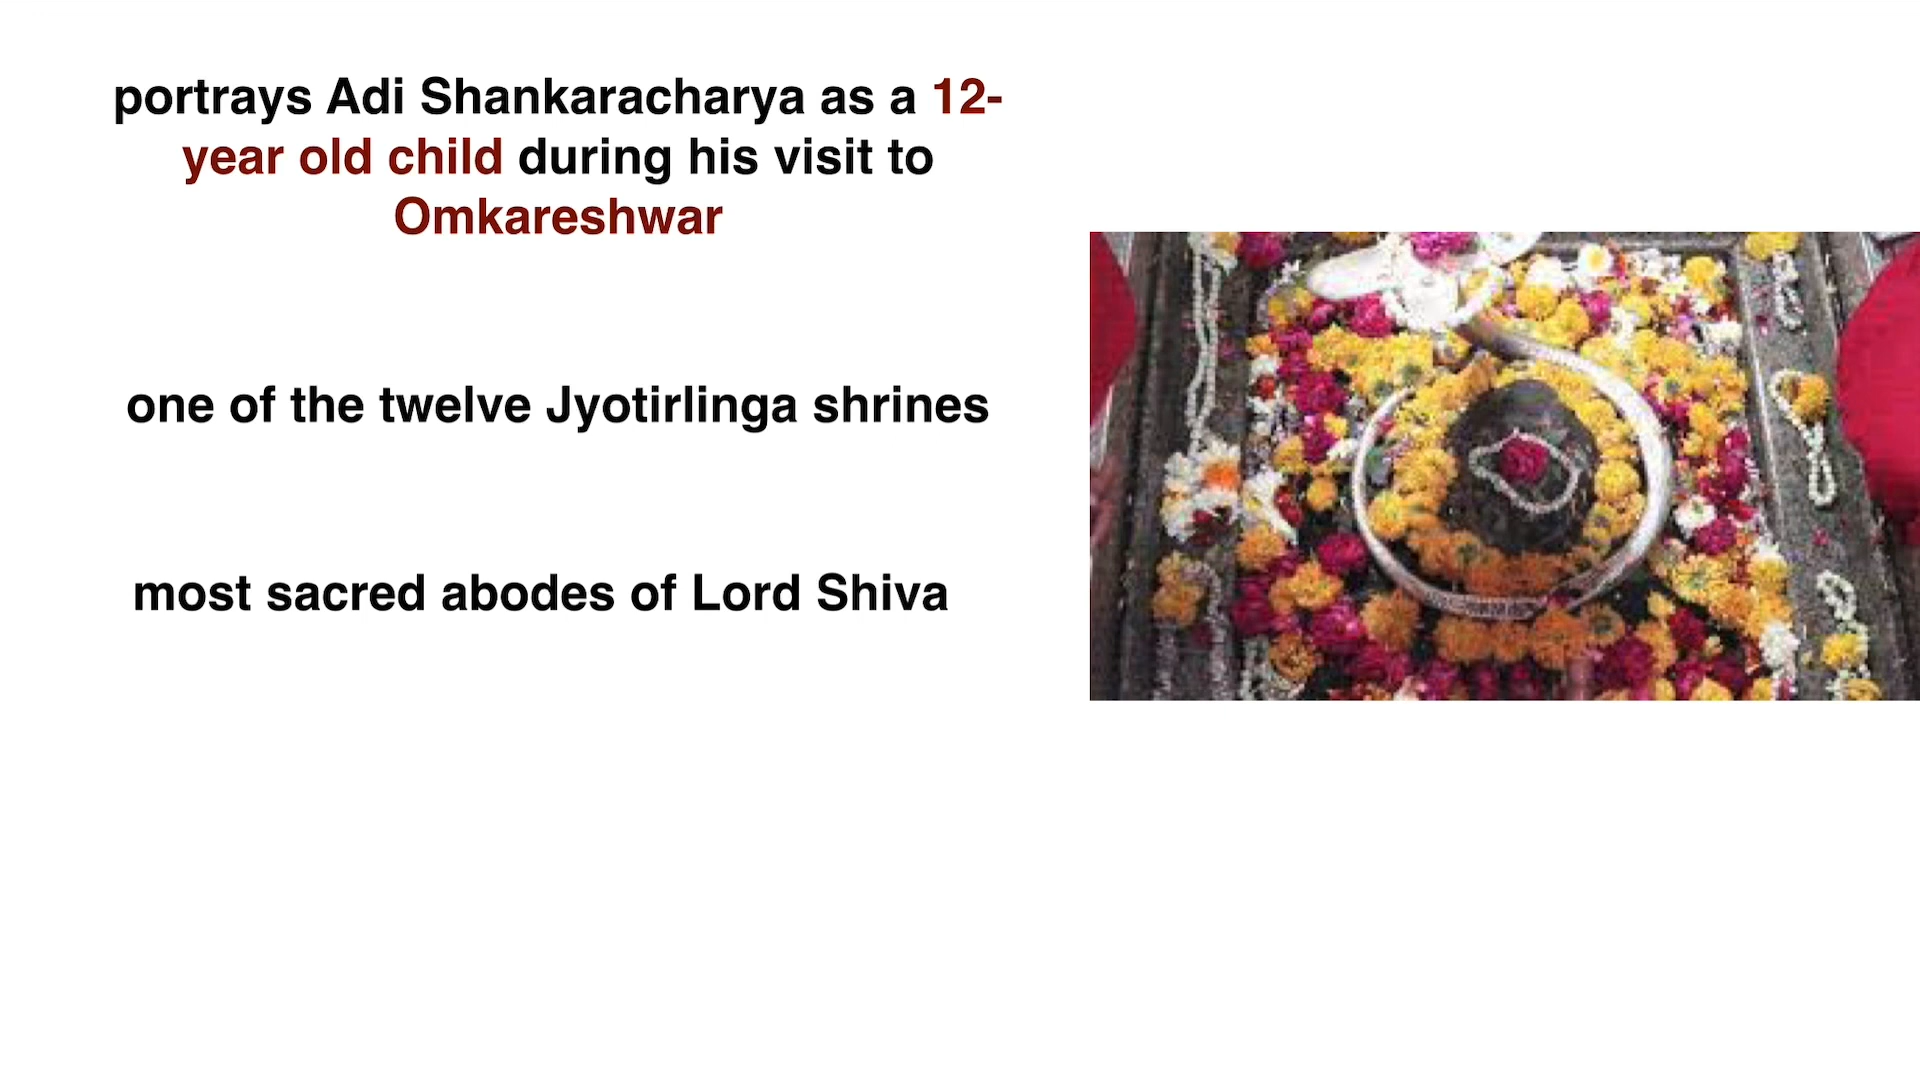 portrays Adi Shankaracharya as a 12-
year old child during his visit to
Omkareshwar
one of the twelve Jyotirlinga shrines
most sacred abodes of Lord Shiva